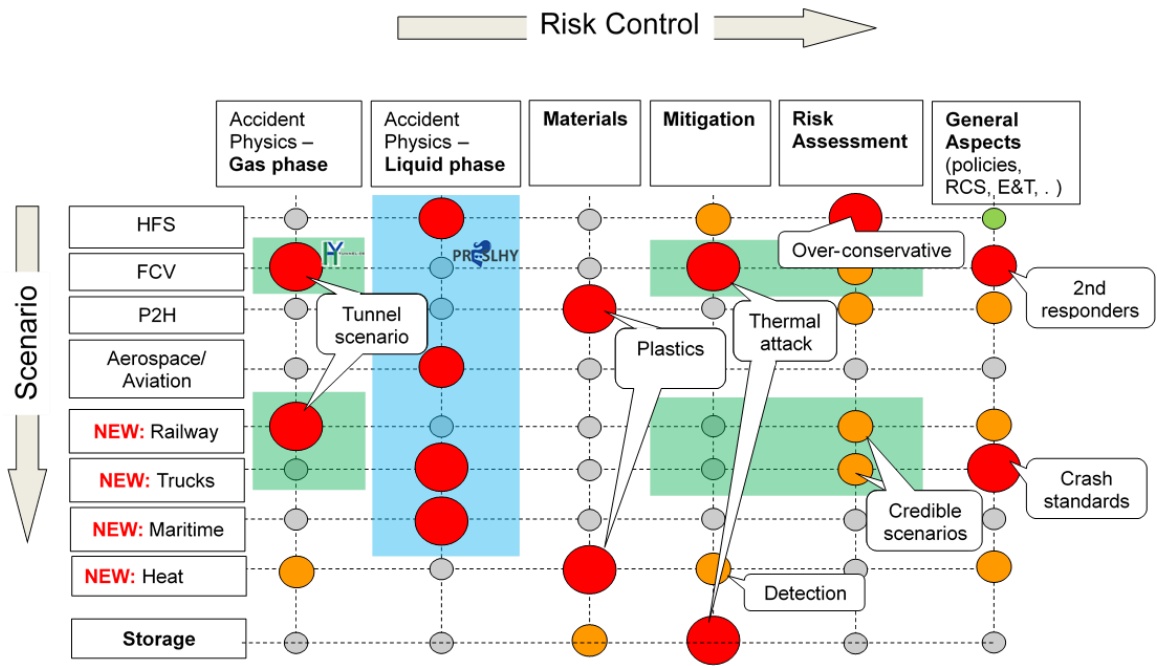 Risk Control
Accident
Physics –
Gas phase
Accident
Physics –
Liquid phase
Materials
Mitigation
Risk
Assessment
General
Aspects
(policies,
RCS, E&T, . )
Scenario
HFS
FCV
P2H
Aerospace/
Aviation
NEW: Railway
NEW: Trucks
NEW: Maritime
NEW: Heat
Storage
HY
PRESLHY
Over-conservative
2nd
responders
Tunnel
scenario
Plastics
Thermal
attack
Crash
standards
Credible
scenarios
Detection